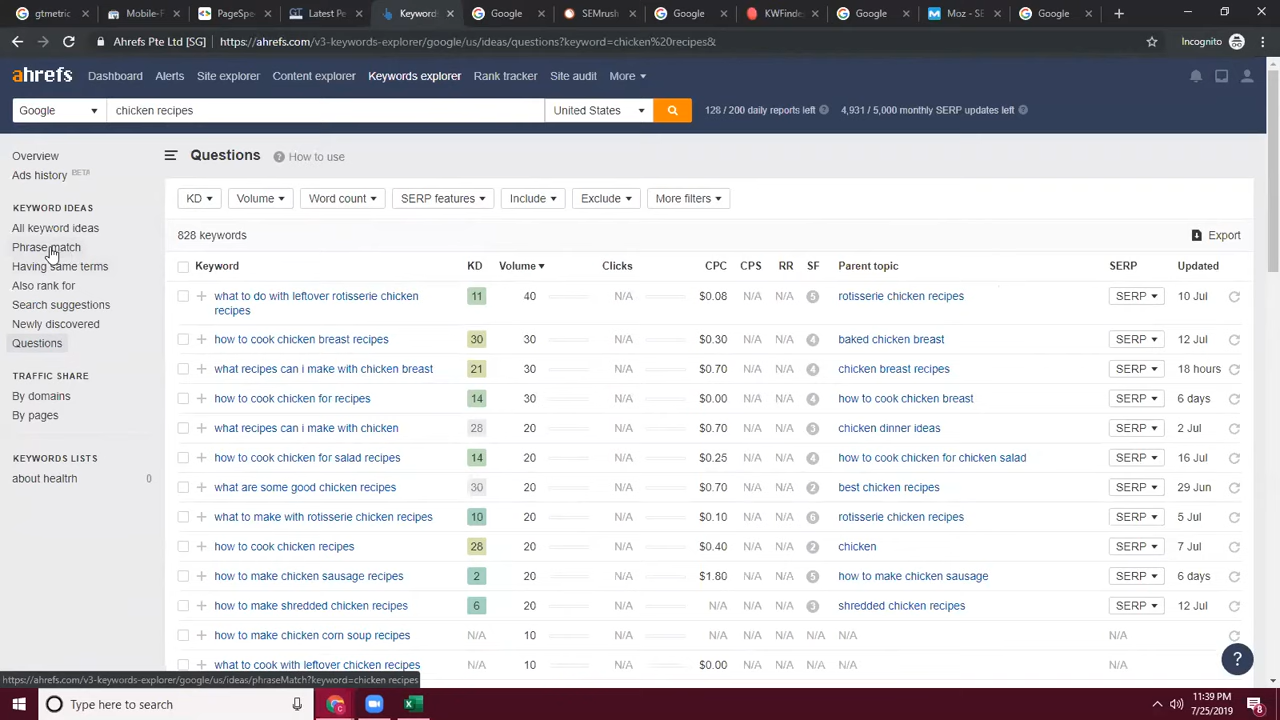 gtmetric
Mobile-F
PageSpe
Latest Pe
Keyword
Google
SEMrush
Google
KWFinde
Google
Moz - SE
Google
Ahrefs Pte Ltd [SG]
https://ahrefs.com/v3-keywords-explorer/google/us/ideas/questions?keyword=chicken%20recipes&
Incognito
ahrefs
Dashboard
Alerts
Site explorer
Content explorer
Keywords explorer
Rank tracker
Site audit
More
Google
chicken recipes
United States
128 / 200 daily reports left ?
4,931 / 5,000 monthly SERP updates left ?
Overview
Ads history BETA
KEYWORD IDEAS
All keyword ideas
Phrase match
Having same terms
Also rank for
Search suggestions
Newly discovered
Questions
TRAFFIC SHARE
By domains
By pages
KEYWORDS LISTS
about healtrh 0
Questions ? How to use
KD Volume Word count SERP features Include Exclude More filters
828 keywords Export
Keyword KD Volume Clicks CPC CPS RR SF Parent topic SERP Updated
what to do with leftover rotisserie chicken 11 40 N/A $0.08 N/A N/A 5 rotisserie chicken recipes SERP 10 Jul
recipes
how to cook chicken breast recipes 30 30 N/A $0.30 N/A N/A 4 baked chicken breast SERP 12 Jul
what recipes can i make with chicken breast 21 30 N/A $0.70 N/A N/A 4 chicken breast recipes SERP 18 hours
how to cook chicken for recipes 14 30 N/A $0.00 N/A N/A 4 how to cook chicken breast SERP 6 days
what recipes can i make with chicken 28 20 N/A $0.70 N/A N/A 3 chicken dinner ideas SERP 2 Jul
how to cook chicken for salad recipes 14 20 N/A $0.25 N/A N/A 4 how to cook chicken for chicken salad SERP 16 Jul
what are some good chicken recipes 30 20 N/A $0.70 N/A N/A 2 best chicken recipes SERP 29 Jun
what to make with rotisserie chicken recipes 10 20 N/A $0.10 N/A N/A 6 rotisserie chicken recipes SERP 5 Jul
how to cook chicken recipes 28 20 N/A $0.40 N/A N/A 2 chicken SERP 7 Jul
how to make chicken sausage recipes 2 20 N/A $1.80 N/A N/A 5 how to make chicken sausage SERP 6 days
how to make shredded chicken recipes 6 20 N/A N/A N/A N/A 3 shredded chicken recipes SERP 12 Jul
how to make chicken corn soup recipes N/A 10 N/A N/A N/A N/A N/A N/A N/A
what to cook with leftover chicken recipes N/A 10 N/A $0.00 N/A N/A N/A N/A N/A
?
https://ahrefs.com/v3-keywords-explorer/google/us/ideas/phraseMatch?keyword=chicken recipes
Type here to search
11:39 PM
7/25/2019
8